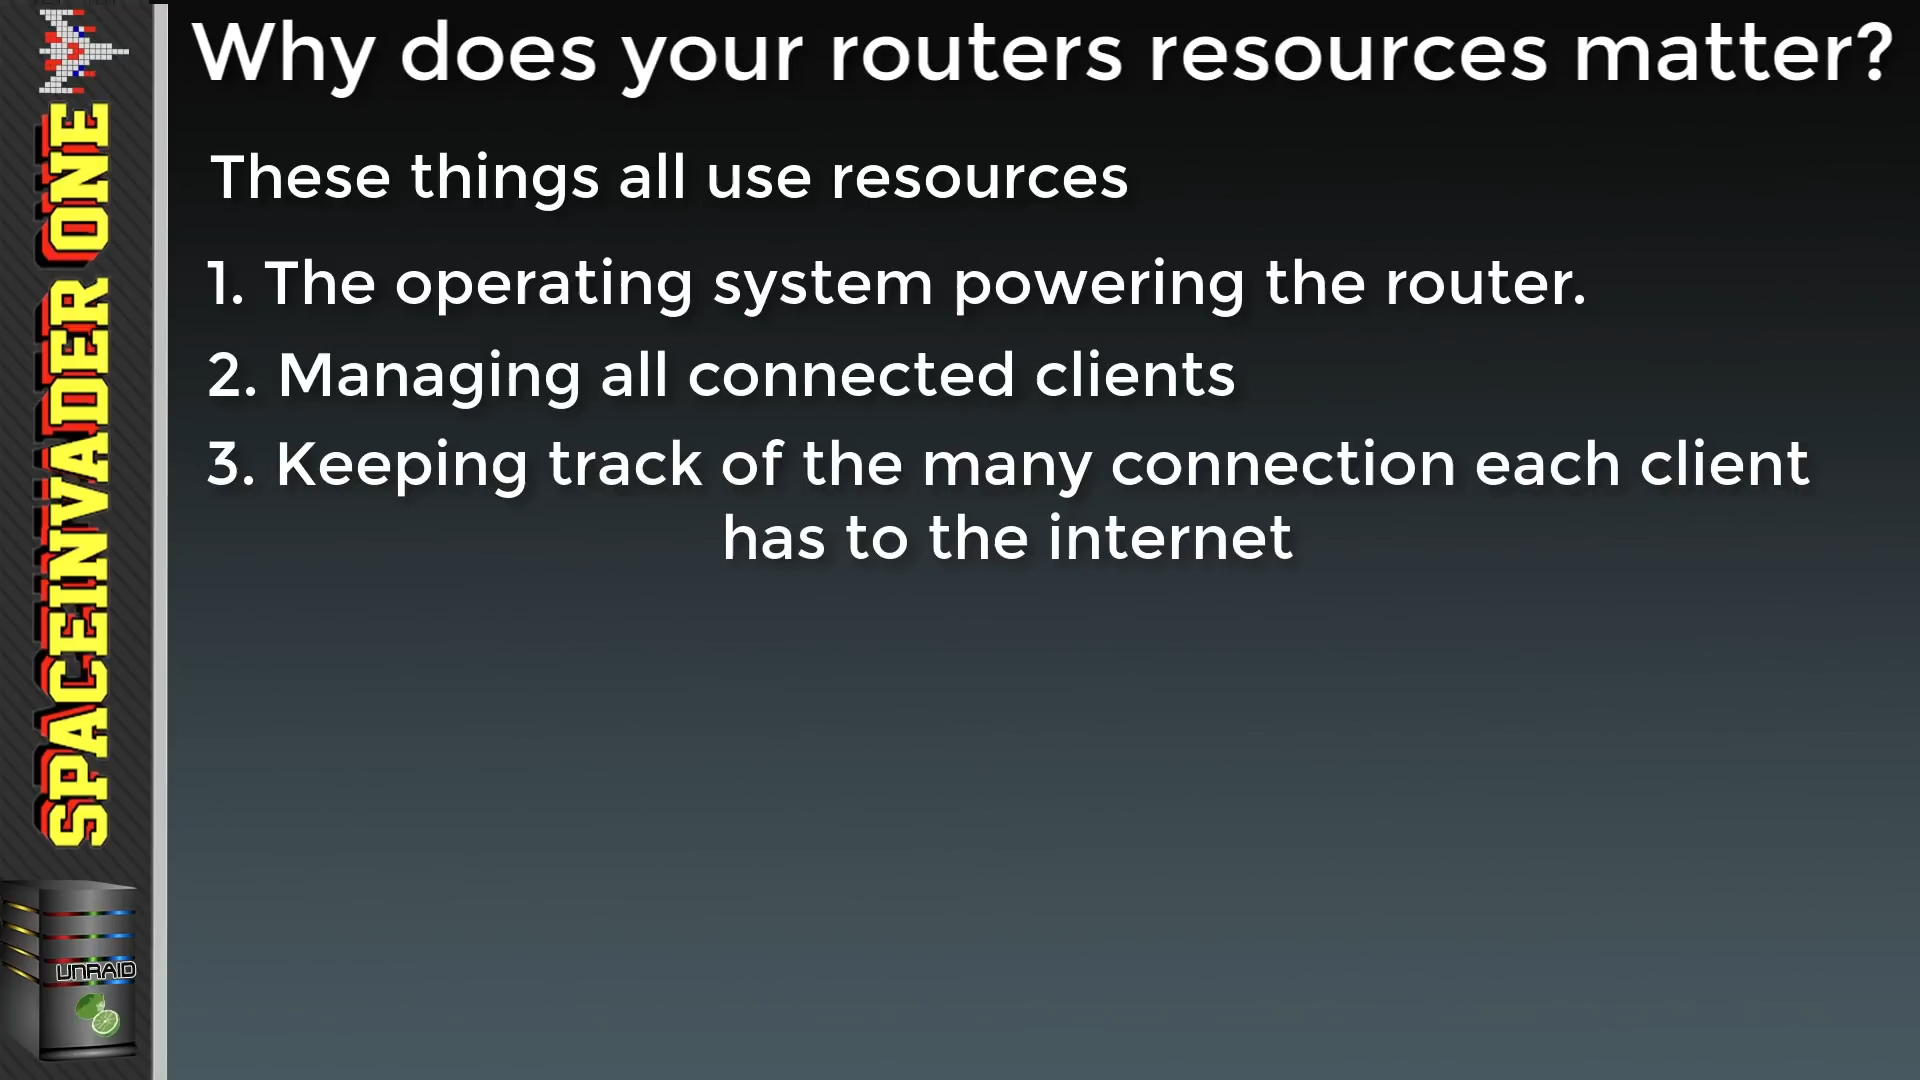 Why does your routers resources matter?
These things all use resources
1. The operating system powering the router.
2. Managing all connected clients
3. Keeping track of the many connection each client
has to the internet
SPACEINVADER ONE
UNRAID